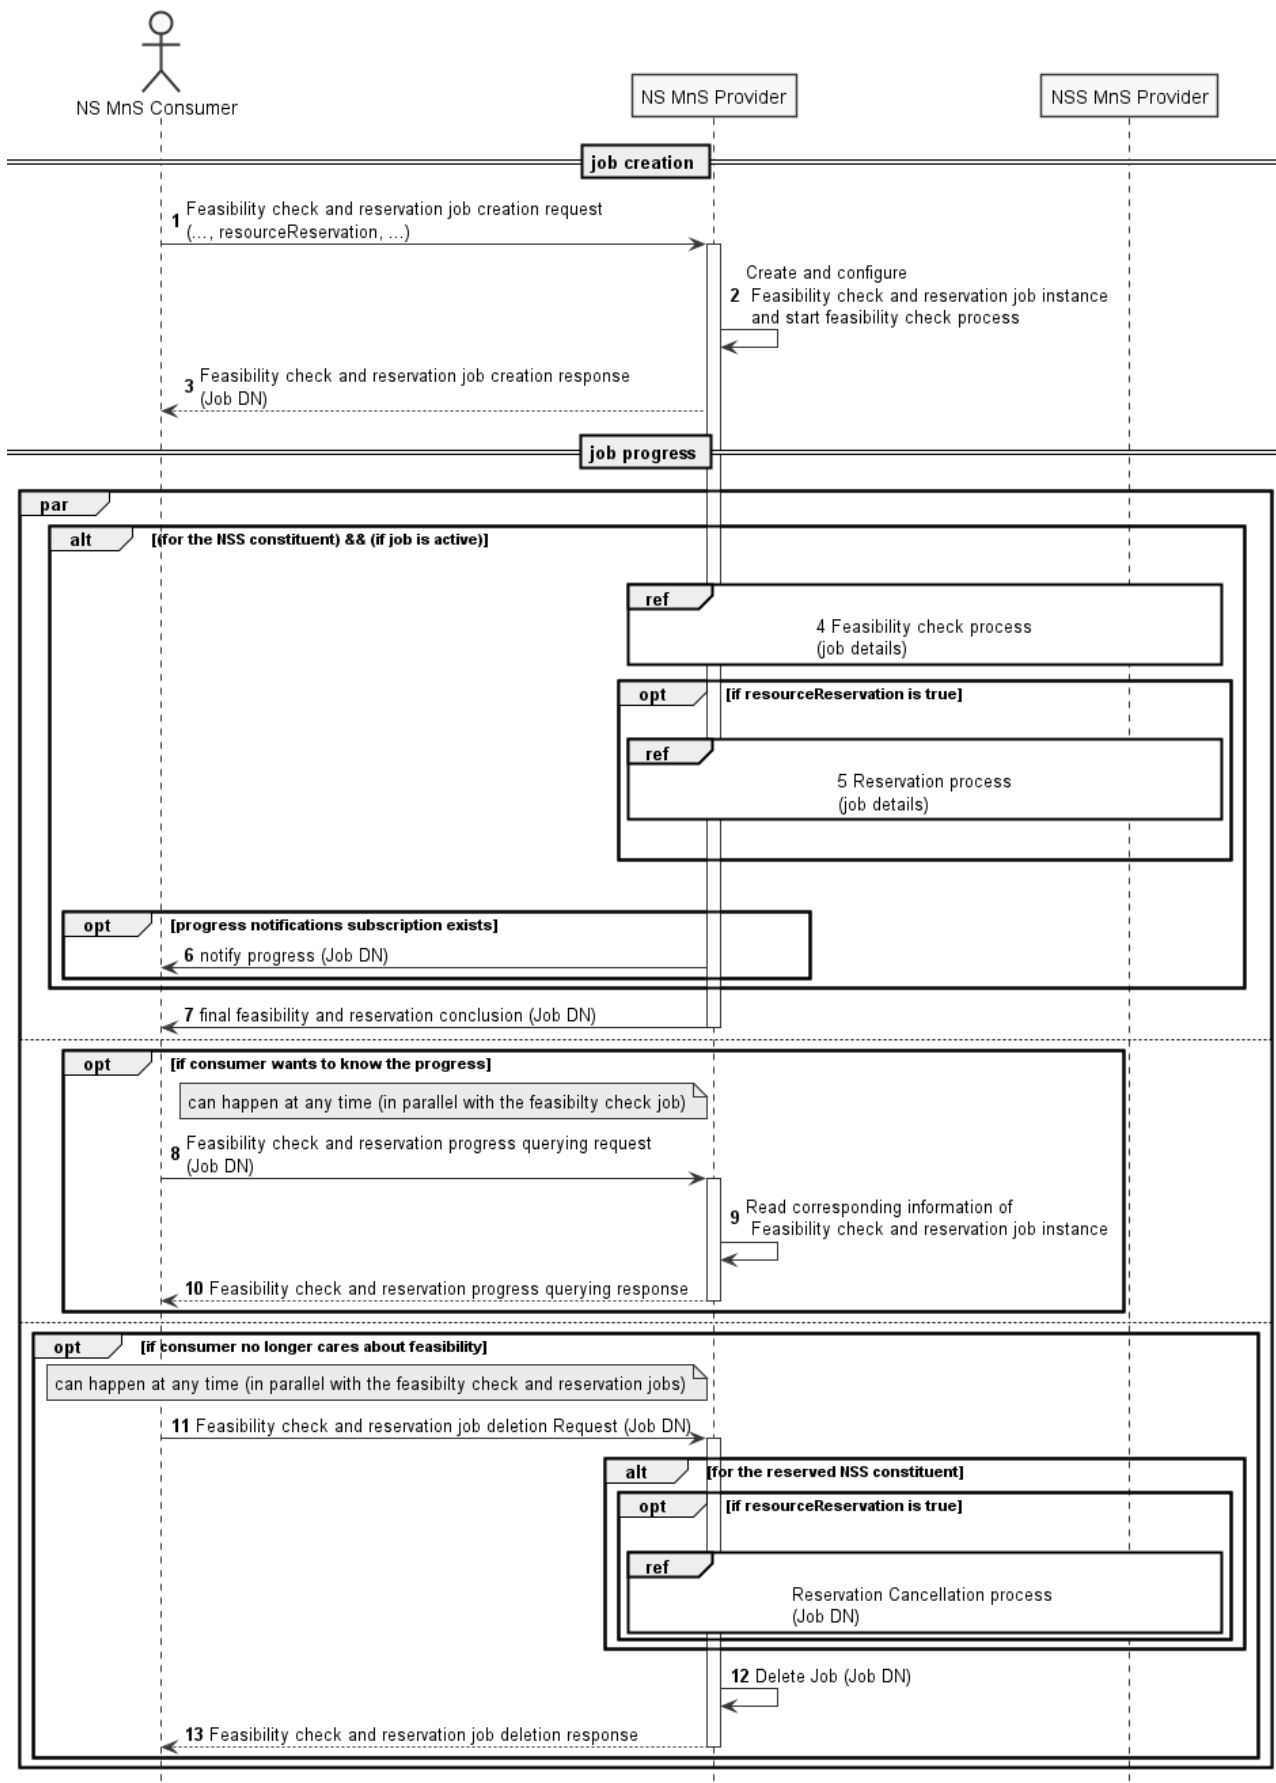 NS MnS Consumer
NS MnS Provider
NSS MnS Provider
job creation
1 Feasibility check and reservation job creation request
(..., resourceReservation, ...)
Create and configure
2 Feasibility check and reservation job instance
and start feasibility check process
3 Feasibility check and reservation job creation response
(Job DN)
job progress
par
alt [(for the NSS constituent) && (if job is active)]
ref
4 Feasibility check process
(job details)
opt [if resourceReservation is true]
ref
5 Reservation process
(job details)
opt [progress notifications subscription exists]
6 notify progress (Job DN)
7 final feasibility and reservation conclusion (Job DN)
opt [if consumer wants to know the progress]
can happen at any time (in parallel with the feasibilty check job)
8 Feasibility check and reservation progress querying request
(Job DN)
9 Read corresponding information of
Feasibility check and reservation job instance
10 Feasibility check and reservation progress querying response
opt [if consumer no longer cares about feasibility]
can happen at any time (in parallel with the feasibilty check and reservation jobs)
11 Feasibility check and reservation job deletion Request (Job DN)
alt [for the reserved NSS constituent]
opt [if resourceReservation is true]
ref
Reservation Cancellation process
(Job DN)
12 Delete Job (Job DN)
13 Feasibility check and reservation job deletion response